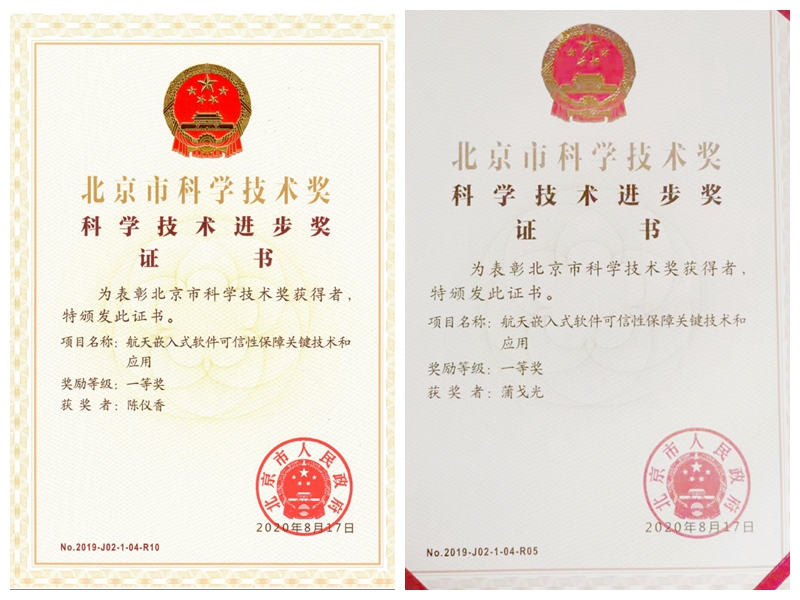 北京市科学技术奖
科学技术进步奖
证书
为表彰北京市科学技术奖获得者，
特颁发此证书。
项目名称：航天嵌入式软件可信性保障关键技术和
应用
奖励等级：一等奖
获奖者：陈仪香
北京市人民政府
2020年8月17日
No.2019-J02-1-04-R10
北京市科学技术奖
科学技术进步奖
证书
为表彰北京市科学技术奖获得者，
特颁发此证书。
项目名称：航天嵌入式软件可信性保障关键技术和
应用
奖励等级：一等奖
获奖者：蒲戈光
北京市人民政府
2020年8月17日
No.2019-J02-1-04-R05